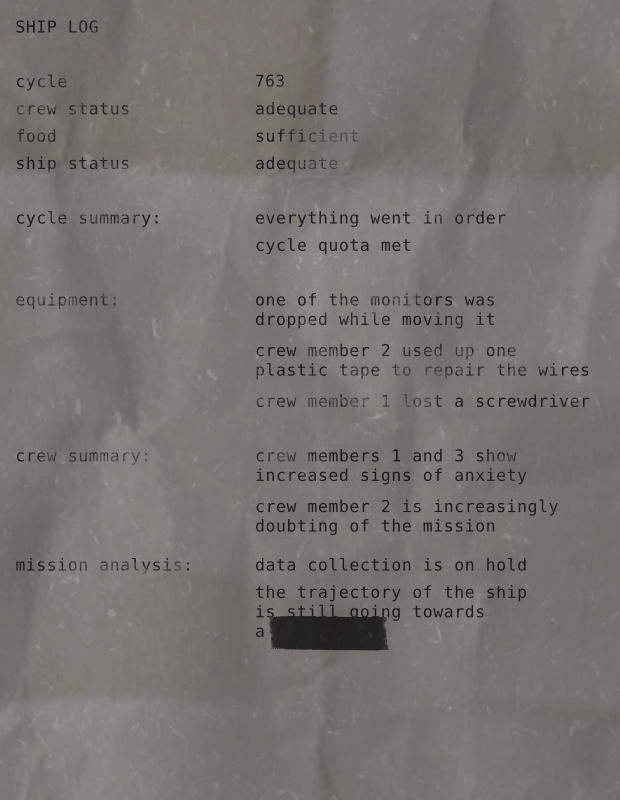 SHIP LOG
cycle 763
crew status adequate
food sufficient
ship status adequate
cycle summary: everything went in order
cycle quota met
equipment: one of the monitors was
dropped while moving it
crew member 2 used up one
plastic tape to repair the wires
crew member 1 lost a screwdriver
crew summary: crew members 1 and 3 show
increased signs of anxiety
crew member 2 is increasingly
doubting of the mission
mission analysis: data collection is on hold
the trajectory of the ship
is still going towards
a